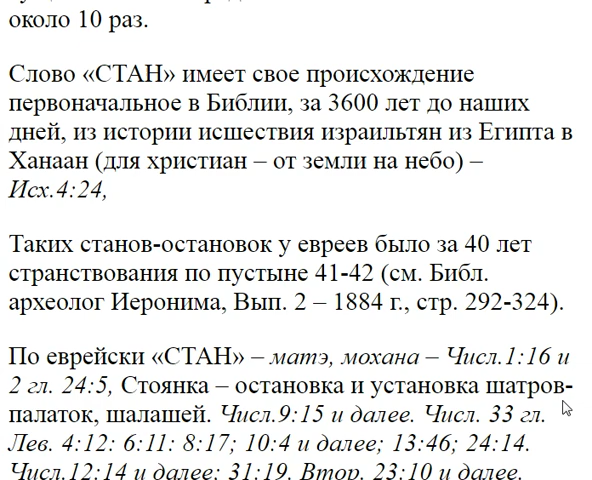 около 10 раз.
Слово «СТАН» имеет свое происхождение
первоначальное в Библии, за 3600 лет до наших
дней, из истории исшествия израильтян из Египта в
Ханаан (для христиан – от земли на небо) –
Исх.4:24,
Таких станов-остановок у евреев было за 40 лет
странствования по пустыне 41-42 (см. Библ.
археолог Иеронима, Вып. 2 – 1884 г., стр. 292-324).
По еврейски «СТАН» – матэ, мохана – Числ.1:16 и
2 гл. 24:5, Стоянка – остановка и установка шатров-
палаток, шалашей. Числ.9:15 и далее. Числ. 33 гл.
Лев. 4:12: 6:11: 8:17; 10:4 и далее; 13:46; 24:14.
Числ.12:14 и далее; 31:19. Втор. 23:10 и далее.